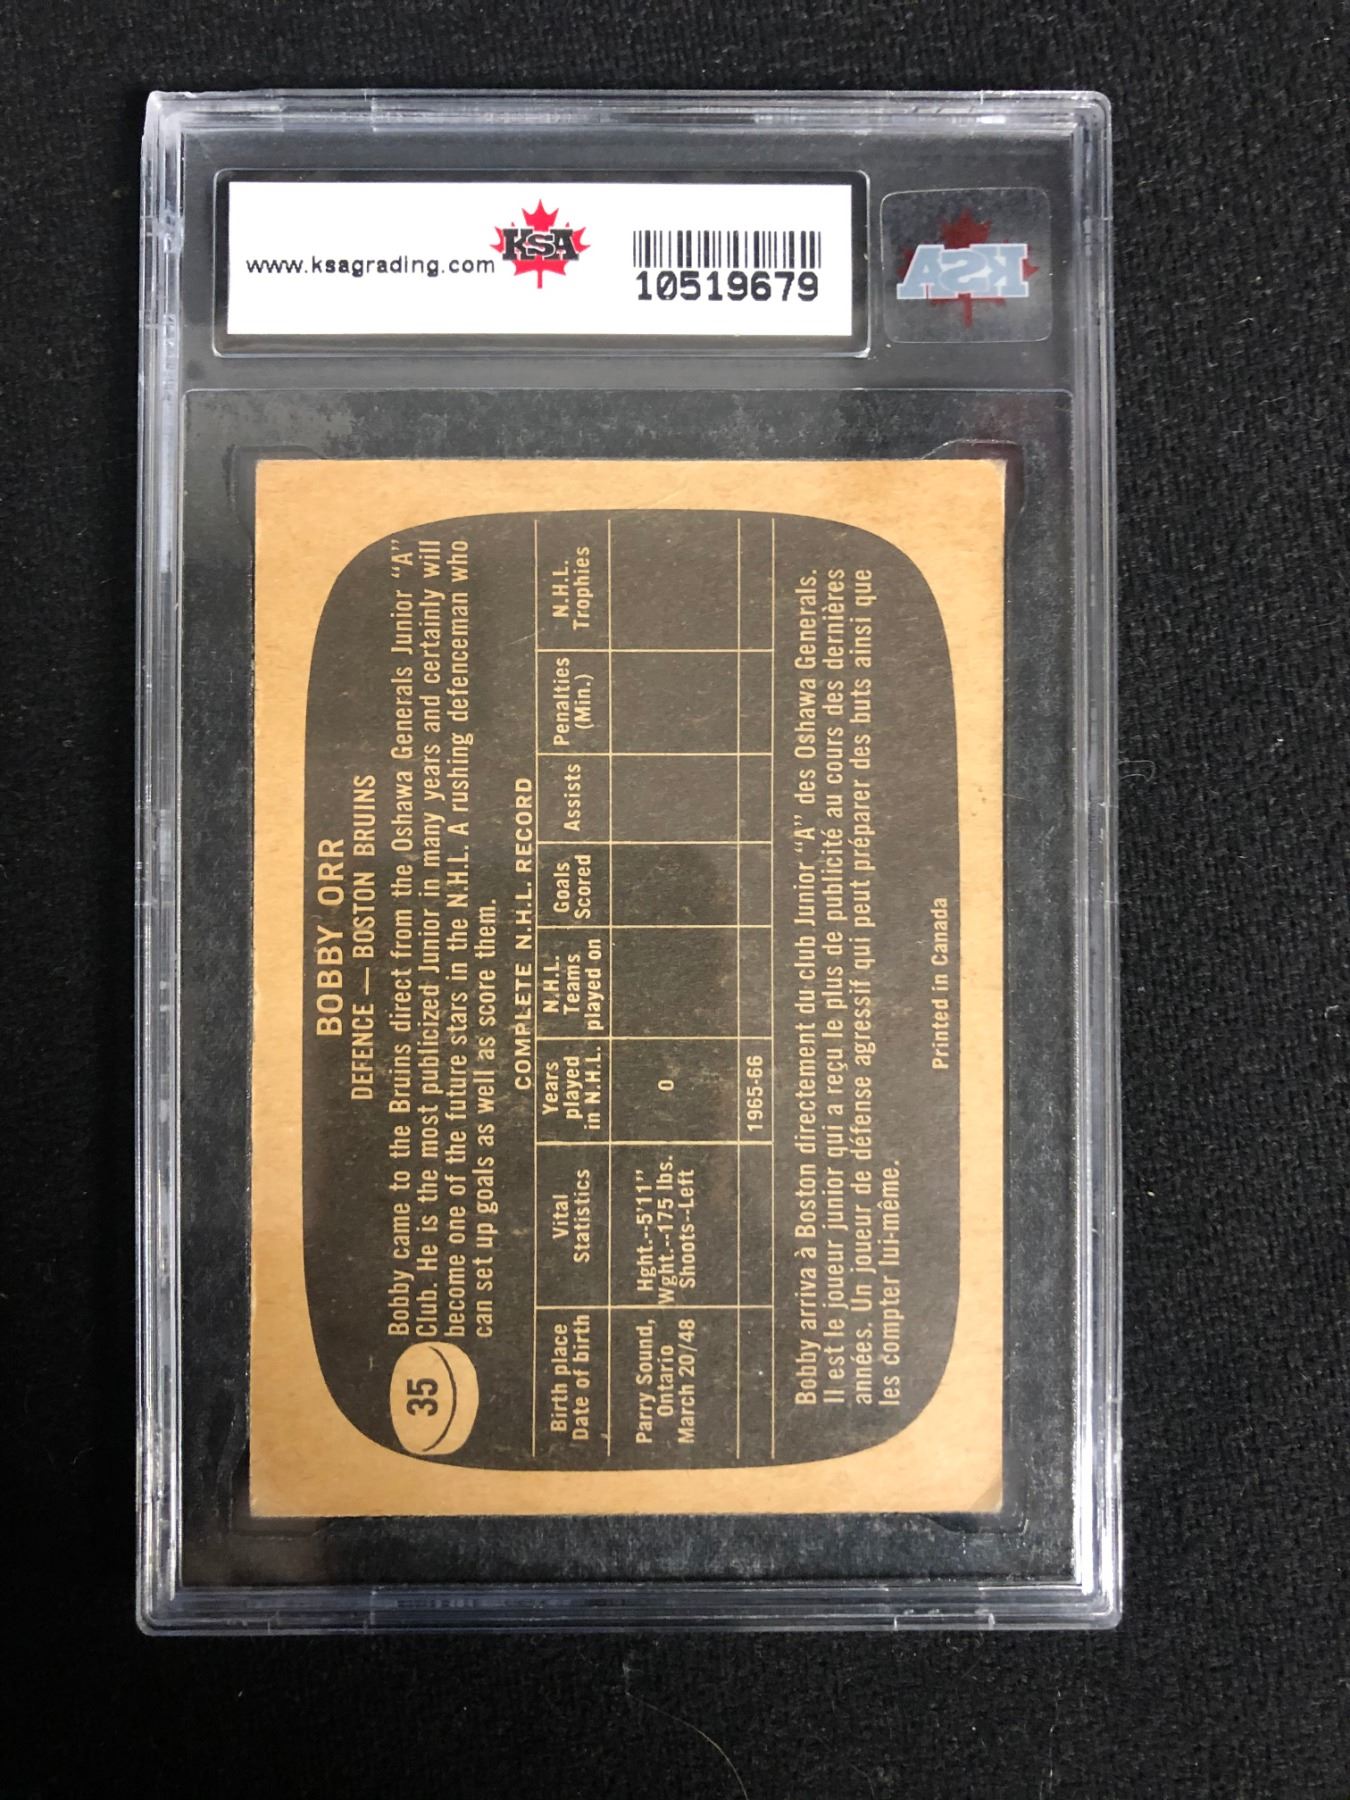 www.ksagrading.com
KSA
10519679
KSA
BOBBY ORR
DEFENCE — BOSTON BRUINS
35
Bobby came to the Bruins direct from the Oshawa Generals Junior "A"
Club. He is the most publicized Junior in many years and certainly will
become one of the future stars in the N.H.L. A rushing defenceman who
can set up goals as well as score them.
COMPLETE N.H.L. RECORD
Birth place
Date of birth
Vital
Statistics
Years
played
in N.H.L.
N.H.L.
Teams
played on
Goals
Scored
Assists
Penalties
(Min.)
N.H.L.
Trophies
Parry Sound,
Ontario
March 20/48
Hght.--5'11"
Wght.--175 lbs.
Shoots--Left
0
1965-66
Bobby arriva à Boston directement du club Junior "A" des Oshawa Generals.
Il est le joueur junior qui a reçu le plus de publicité au cours des dernières
années. Un joueur de défense agressif qui peut préparer des buts ainsi que
les compter lui-même.
Printed in Canada